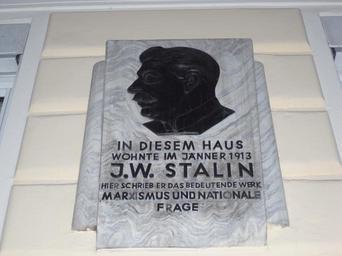 IN DIESEM HAUS
WOHNTE IM JÄNNER 1913
J.W. STALIN
HIER SCHRIEB ER DAS BEDEUTENDE WERK
MARXISMUS UND NATIONALE
FRAGE